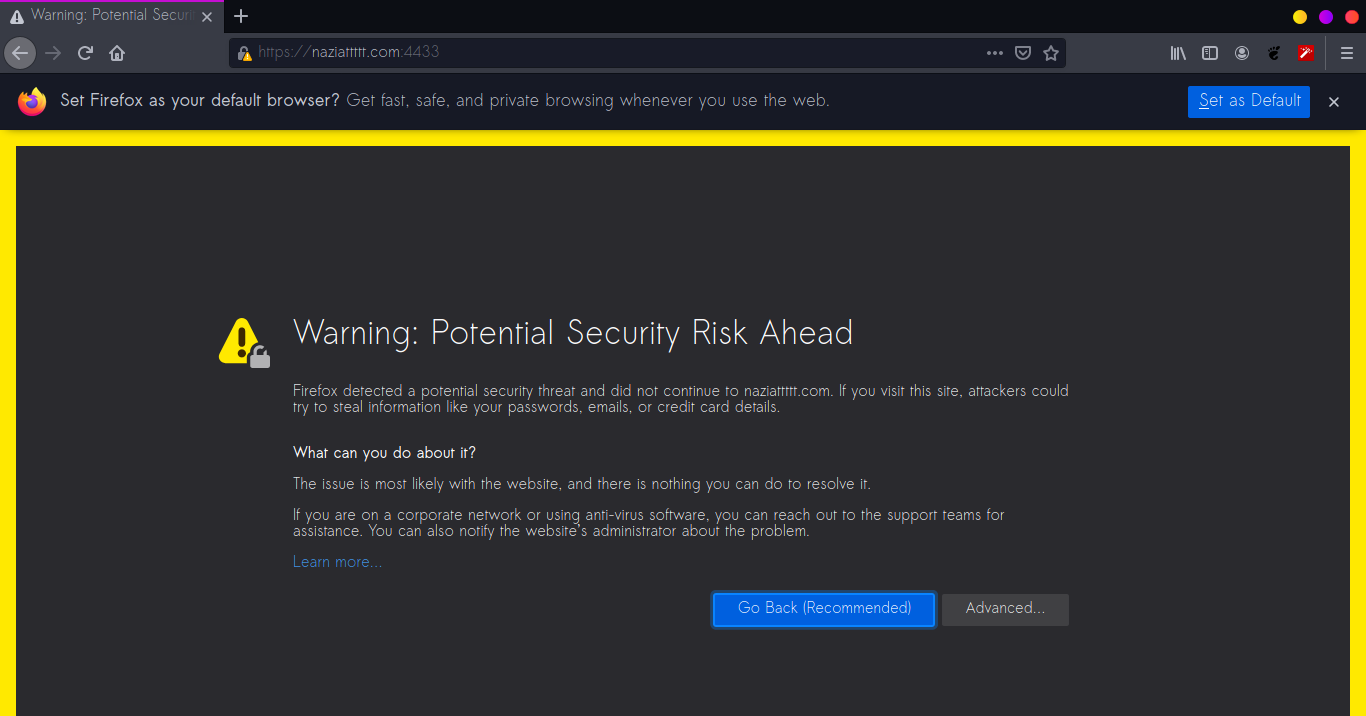 Warning: Potential Securi
https://naziattttt.com:4433
Set Firefox as your default browser? Get fast, safe, and private browsing whenever you use the web.
Set as Default
Warning: Potential Security Risk Ahead
Firefox detected a potential security threat and did not continue to naziattttt.com. If you visit this site, attackers could
try to steal information like your passwords, emails, or credit card details.
What can you do about it?
The issue is most likely with the website, and there is nothing you can do to resolve it.
If you are on a corporate network or using anti-virus software, you can reach out to the support teams for
assistance. You can also notify the website's administrator about the problem.
Learn more...
Go Back (Recommended)
Advanced...